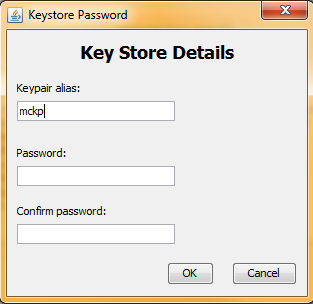 Keystore Password
Key Store Details
Keypair alias:
mckp
Password:
Confirm password:
OK Cancel